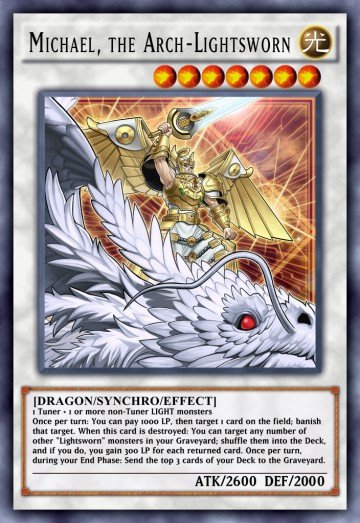 MICHAEL, THE ARCH-LIGHTSWORN 光
[DRAGON/SYNCHRO/EFFECT]
1 Tuner + 1 or more non-Tuner LIGHT monsters
Once per turn: You can pay 1000 LP, then target 1 card on the field; banish
that target. When this card is destroyed: You can target any number of
other "Lightsworn" monsters in your Graveyard; shuffle them into the Deck,
and if you do, you gain 300 LP for each returned card. Once per turn,
during your End Phase: Send the top 3 cards of your Deck to the Graveyard.
ATK/2600 DEF/2000